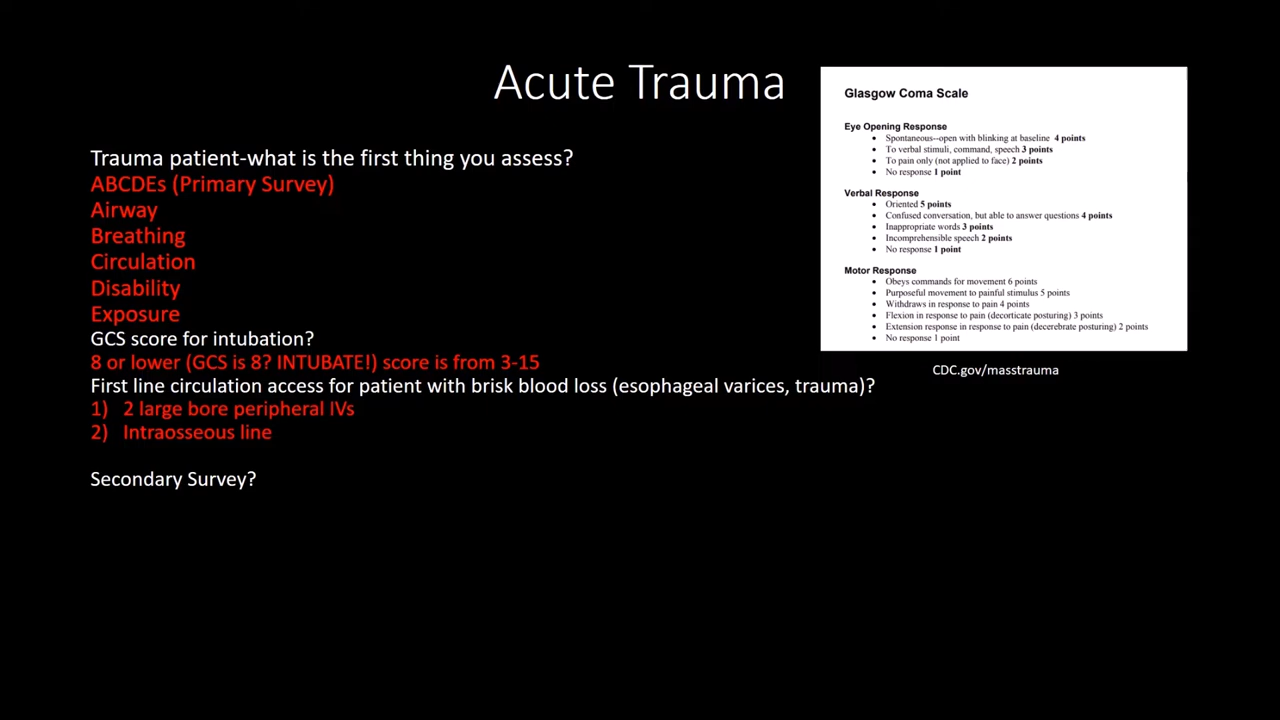 Acute Trauma
Trauma patient-what is the first thing you assess?
ABCDEs (Primary Survey)
Airway
Breathing
Circulation
Disability
Exposure
GCS score for intubation?
8 or lower (GCS is 8? INTUBATE!) score is from 3-15
First line circulation access for patient with brisk blood loss (esophageal varices, trauma)?
1) 2 large bore peripheral IVs
2) Intraosseous line
Secondary Survey?
Glasgow Coma Scale
Eye Opening Response
• Spontaneous--open with blinking at baseline 4 points
• To verbal stimuli, command, speech 3 points
• To pain only (not applied to face) 2 points
• No response 1 point
Verbal Response
• Oriented 5 points
• Confused conversation, but able to answer questions 4 points
• Inappropriate words 3 points
• Incomprehensible speech 2 points
• No response 1 point
Motor Response
• Obeys commands for movement 6 points
• Purposeful movement to painful stimulus 5 points
• Withdraws in response to pain 4 points
• Flexion in response to pain (decorticate posturing) 3 points
• Extension response in response to pain (decerebrate posturing) 2 points
• No response 1 point
CDC.gov/masstrauma